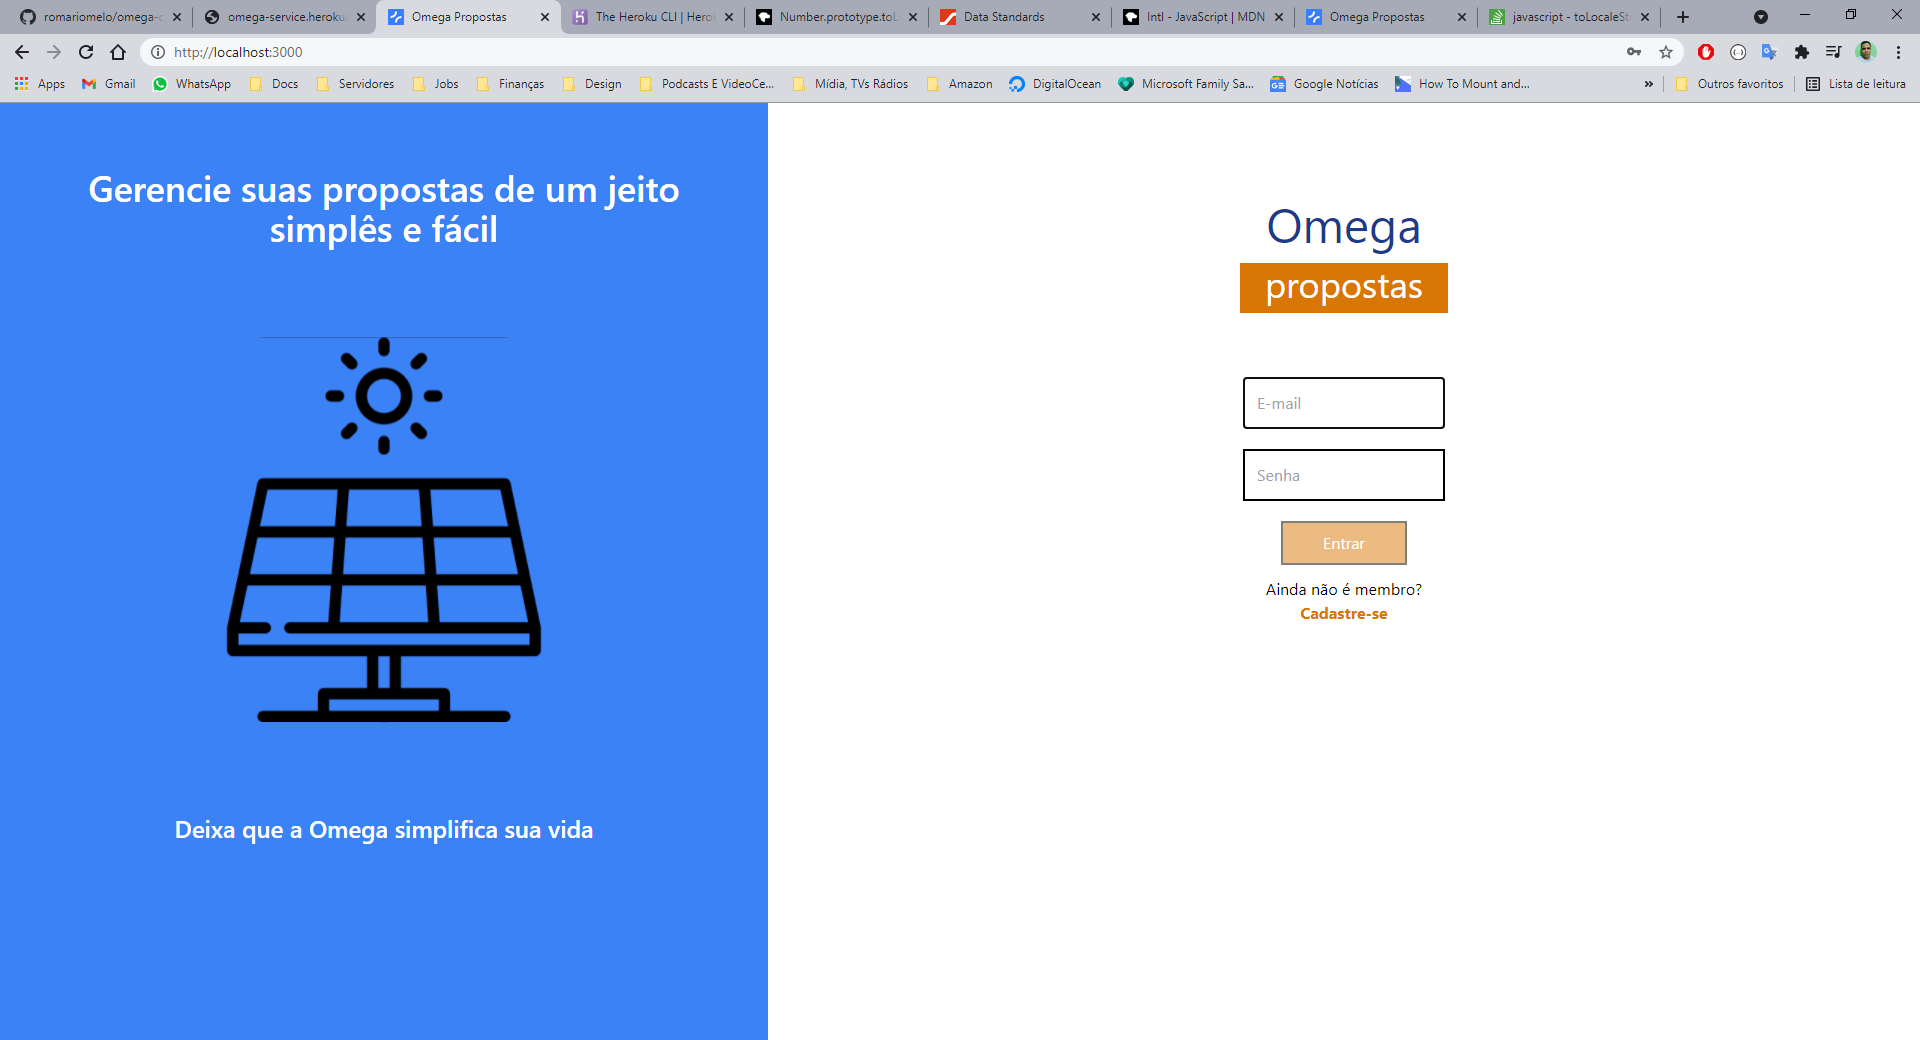 romariomelo/omega-c
omega-service.heroku
Omega Propostas
The Heroku CLI | Hero
Number.prototype.toL
Data Standards
Intl - JavaScript | MDN
Omega Propostas
javascript - toLocaleSt
http://localhost:3000
Apps
Gmail
WhatsApp
Docs
Servidores
Jobs
Finanças
Design
Podcasts E VideoCe...
Mídia, TVs Rádios
Amazon
DigitalOcean
Microsoft Family Sa...
Google Notícias
How To Mount and...
»
Outros favoritos
Lista de leitura
Gerencie suas propostas de um jeito
simplês e fácil
Deixa que a Omega simplifica sua vida
Omega
propostas
E-mail
Senha
Entrar
Ainda não é membro?
Cadastre-se